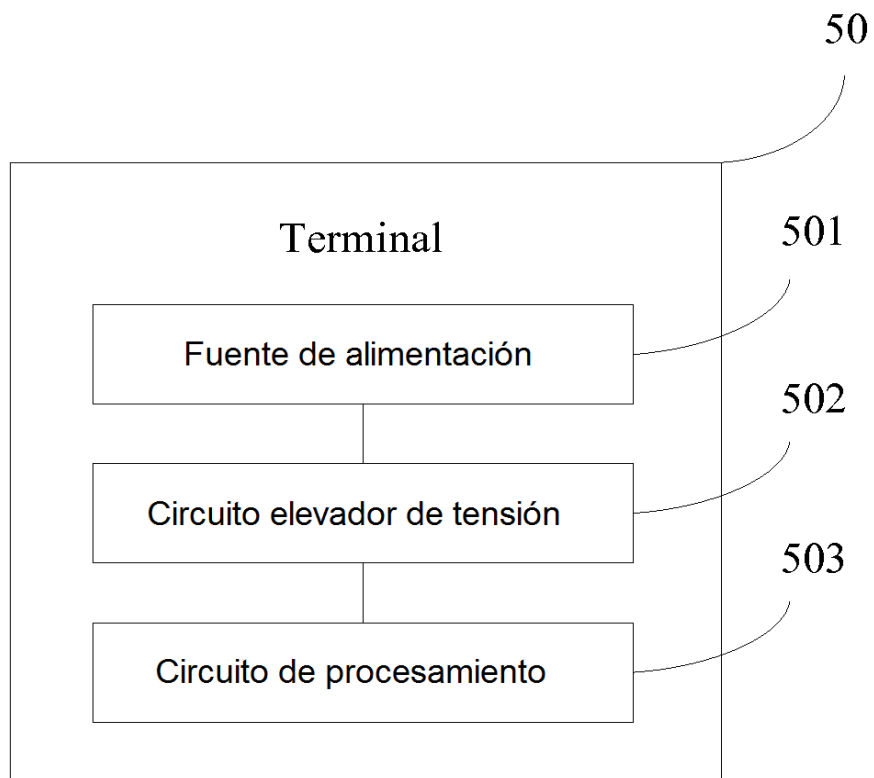 50
Terminal
501
Fuente de alimentación
502
Circuito elevador de tensión
503
Circuito de procesamiento